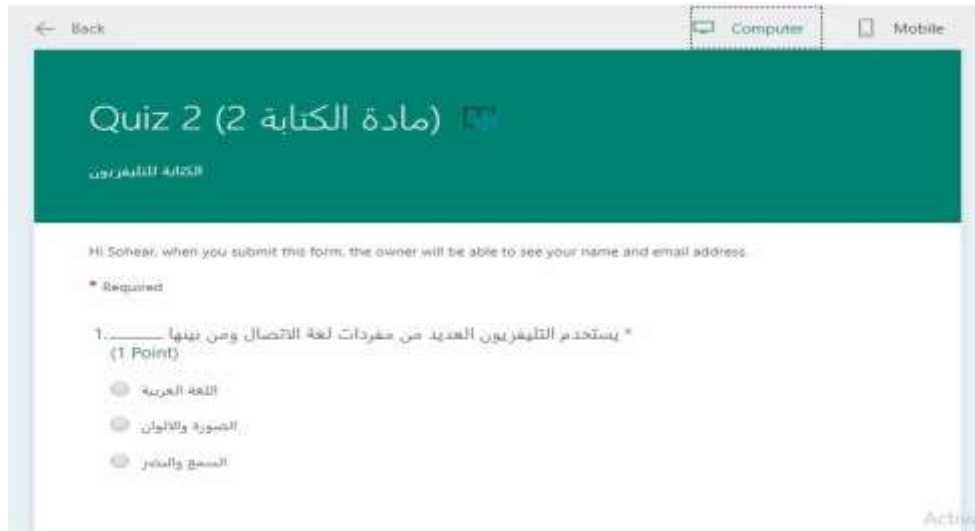 Back
Computer
Mobile
Quiz 2 (مادة الكتابة 2)
الكتابة للتليفزيون
Hi Sohear, when you submit this form, the owner will be able to see your name and email address.
* Required
1. يستخدم التليفزيون العديد من مفردات لغة الاتصال ومن بينها ______ *
(1 Point)
اللغة العربية
الصورة والالوان
السمع والبصر